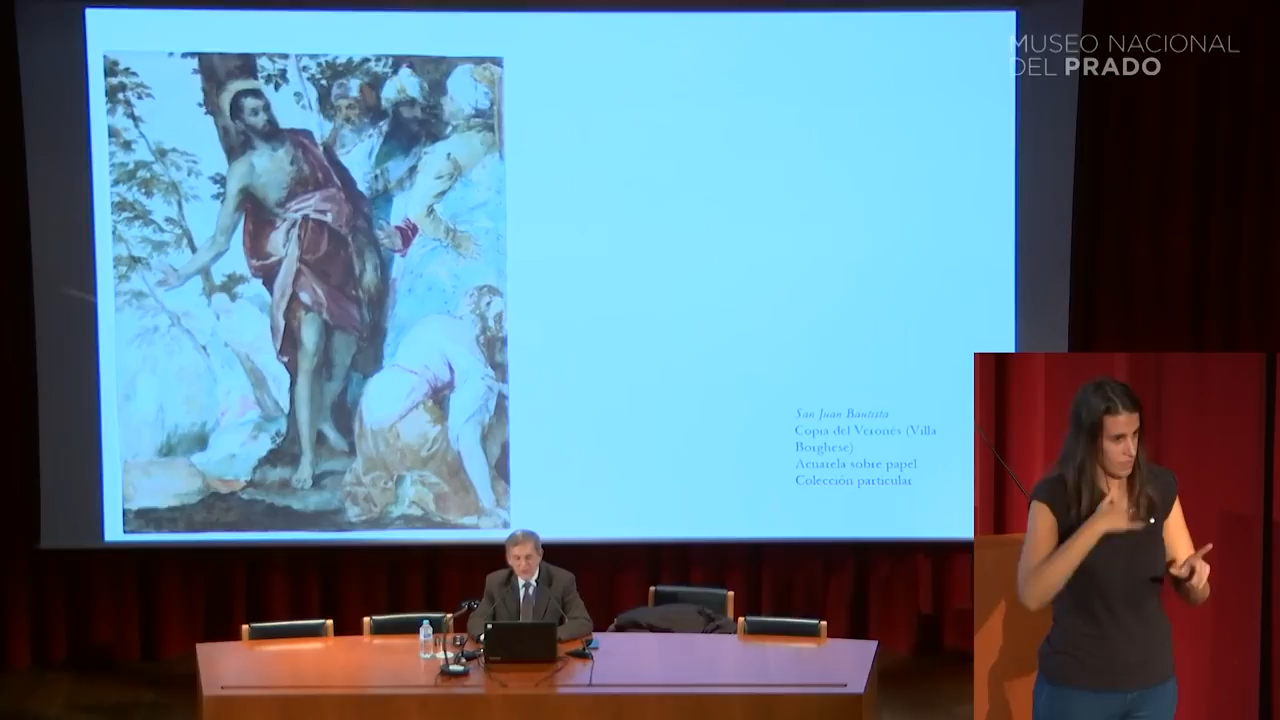 MUSEO NACIONAL
DEL PRADO
San Juan Bautista
Copia del Veronés (Villa
Borghese)
Acuarela sobre papel
Colección particular